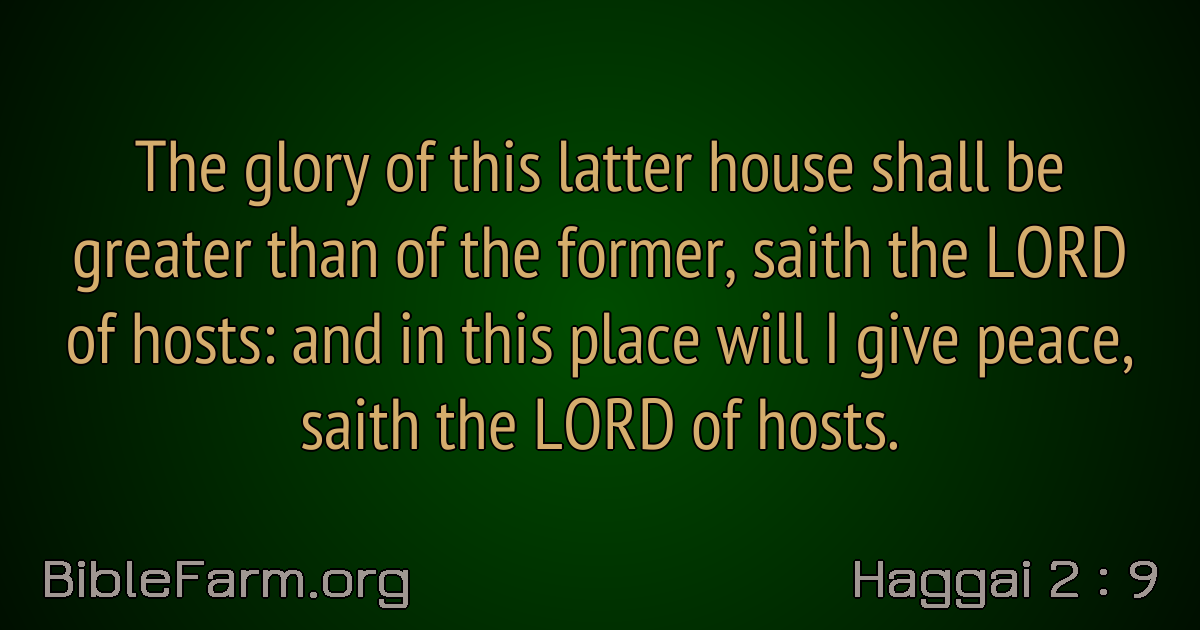 The glory of this latter house shall be
greater than of the former, saith the LORD
of hosts: and in this place will I give peace,
saith the LORD of hosts.
BibleFarm.org
Haggai 2 : 9